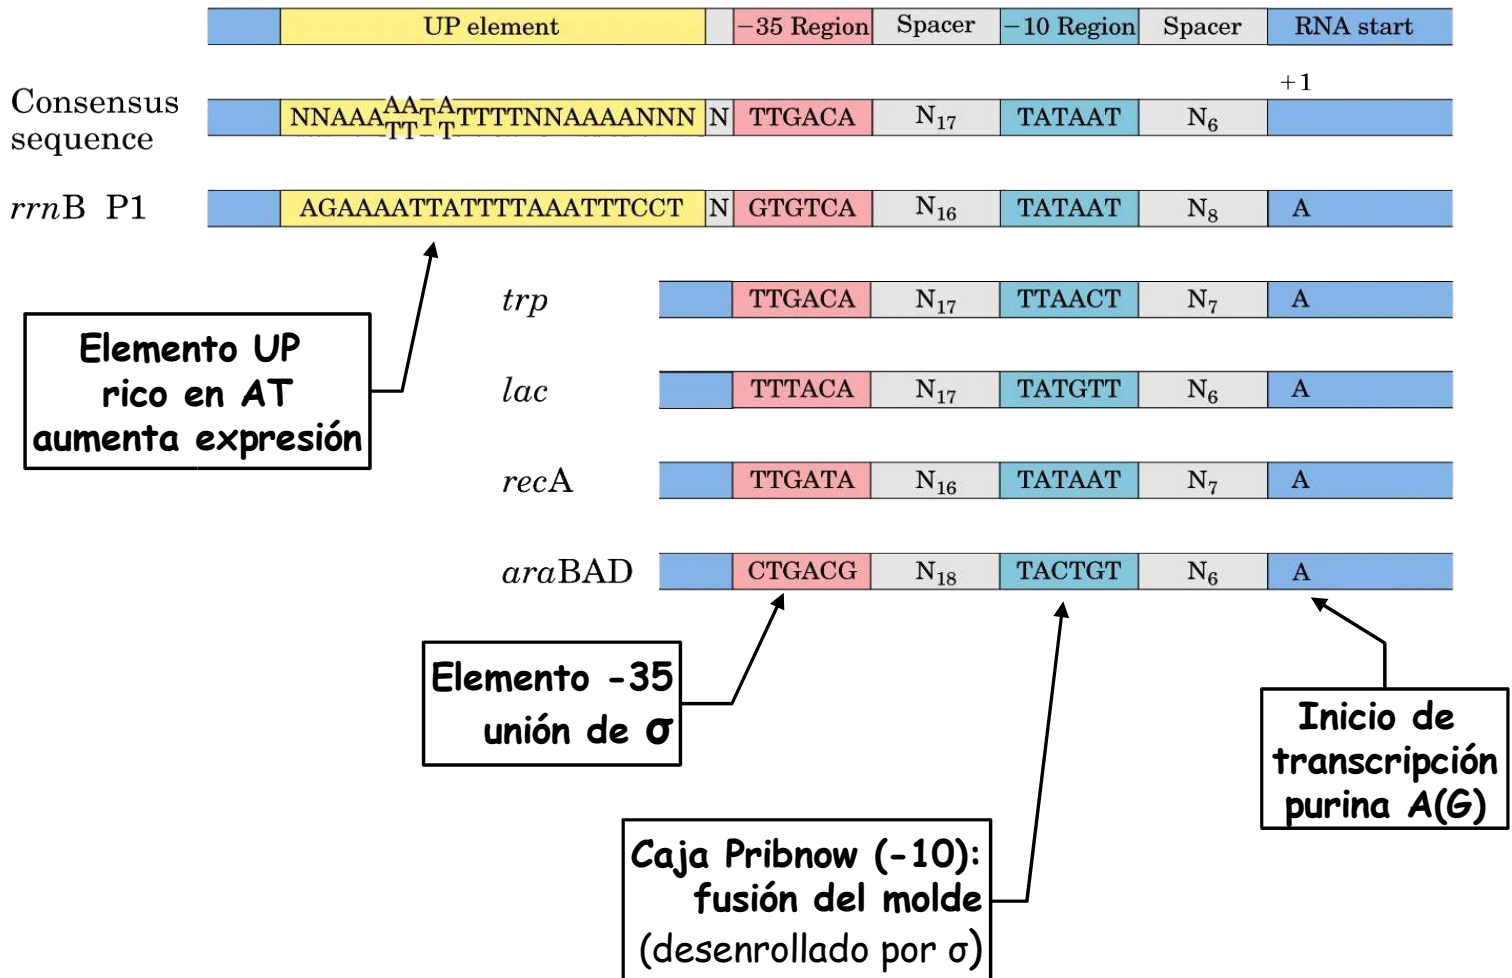 UP element −35 Region Spacer −10 Region Spacer RNA start
+1
Consensus sequence NNAAA AA/TT T A/T TTTTNNAAAANNN N TTGACA N17 TATAAT N6
rrnB P1 AGAAAATTATTTTAAATTTCCT N GTGTCA N16 TATAAT N8 A
trp TTGACA N17 TTAACT N7 A
lac TTTACA N17 TATGTT N6 A
recA TTGATA N16 TATAAT N7 A
araBAD CTGACG N18 TACTGT N6 A
Elemento UP
rico en AT
aumenta expresión
Elemento -35
unión de σ
Caja Pribnow (-10):
fusión del molde
(desenrollado por σ)
Inicio de
transcripción
purina A(G)